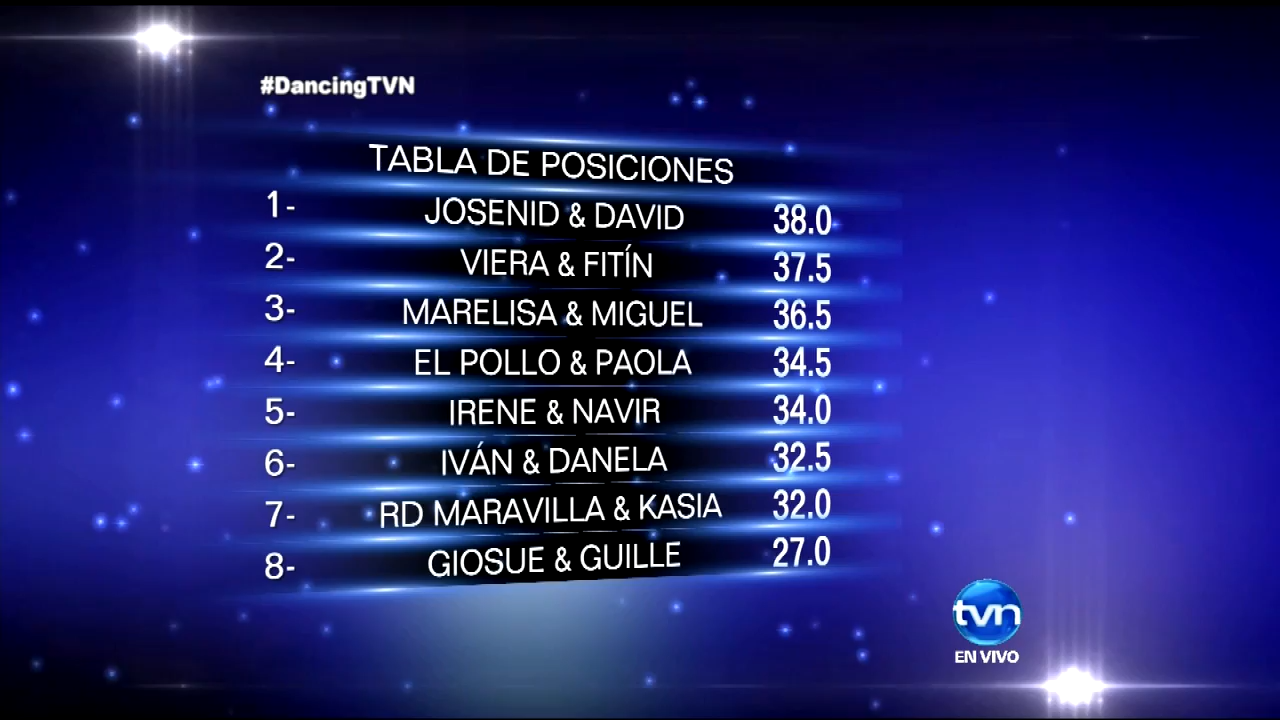 #DancingTVN
TABLA DE POSICIONES
1- JOSENID & DAVID 38.0
2- VIERA & FITÍN 37.5
3- MARELISA & MIGUEL 36.5
4- EL POLLO & PAOLA 34.5
5- IRENE & NAVIR 34.0
6- IVÁN & DANELA 32.5
7- RD MARAVILLA & KASIA 32.0
8- GIOSUE & GUILLE 27.0
tvn
EN VIVO